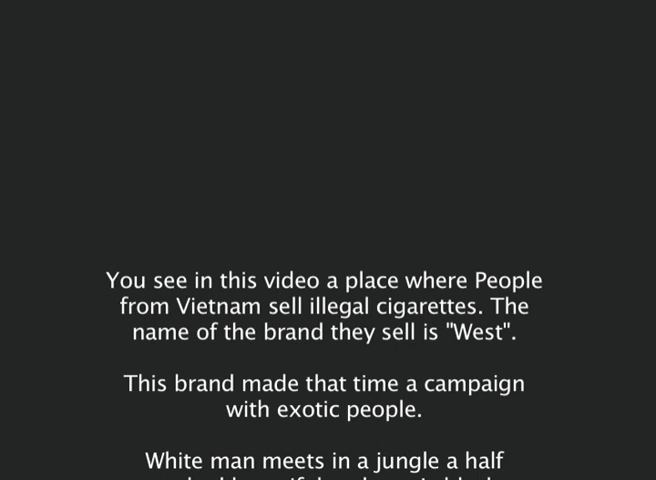 You see in this video a place where People
from Vietnam sell illegal cigarettes. The
name of the brand they sell is "West".
This brand made that time a campaign
with exotic people.
White man meets in a jungle a half